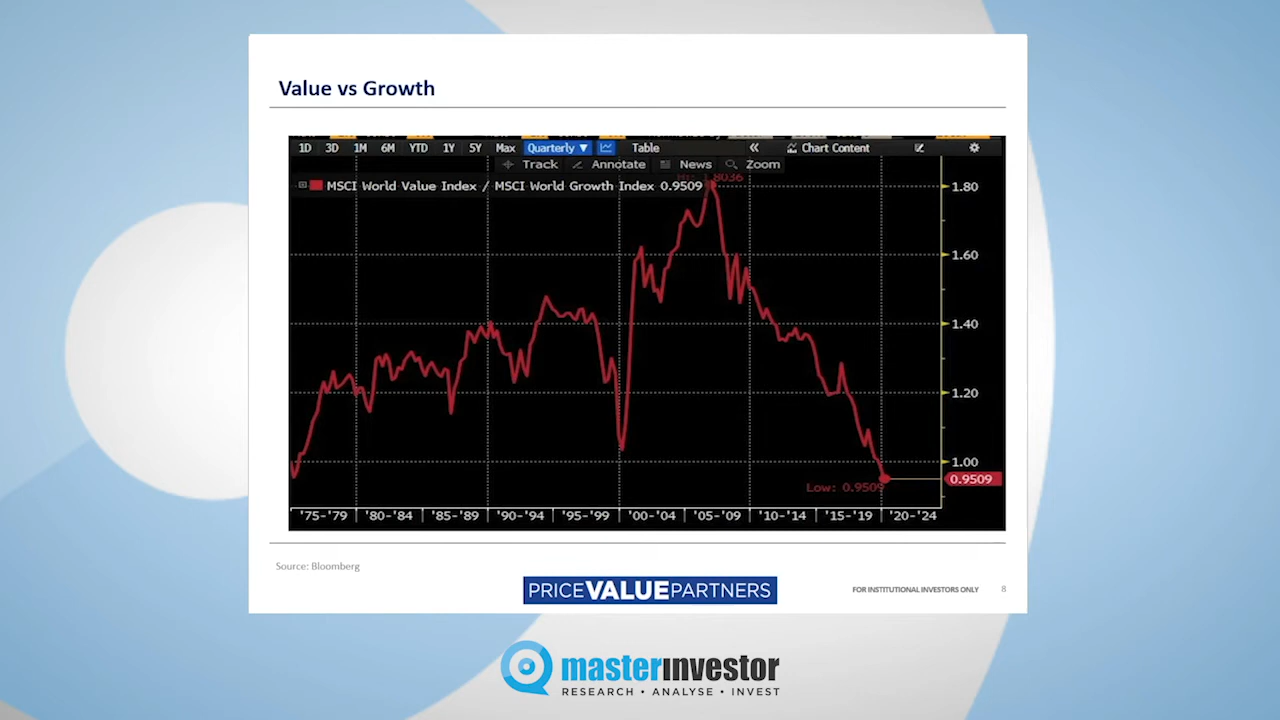 Value vs Growth
1D 3D 1M 6M YTD 1Y 5Y Max Quarterly ▼ Table « Chart Content
Track Annotate News Zoom
MSCI World Value Index / MSCI World Growth Index 0.9509
Hi: 1.8036
1.80
1.60
1.40
1.20
1.00
0.9509
Low: 0.9509
'75-'79 '80-'84 '85-'89 '90-'94 '95-'99 '00-'04 '05-'09 '10-'14 '15-'19 '20-'24
Source: Bloomberg
PRICEVALUEPARTNERS
FOR INSTITUTIONAL INVESTORS ONLY 8
masterinvestor
RESEARCH • ANALYSE • INVEST